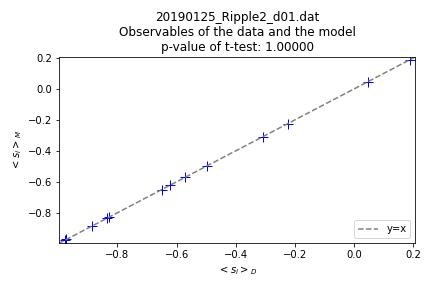 20190125_Ripple2_d01.dat
Observables of the data and the model
p-value of t-test: 1.00000
<s_i>_M
0.2
0.0
−0.2
−0.4
−0.6
−0.8
y=x
−0.8
−0.6
−0.4
−0.2
0.0
0.2
<s_i>_D